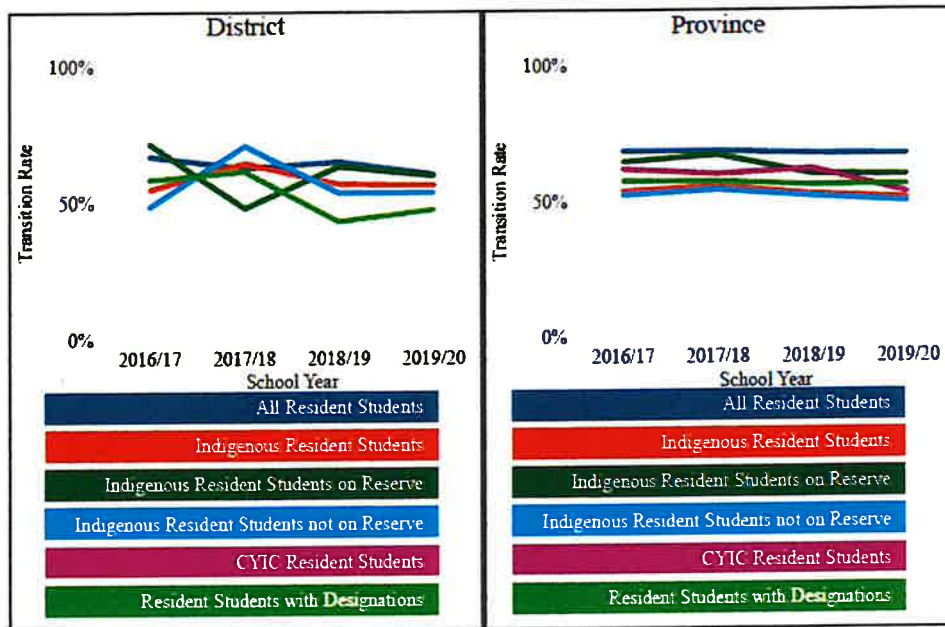 District
100%
Transition Rate
50%
0%
2016/17 2017/18 2018/19 2019/20
School Year
All Resident Students
Indigenous Resident Students
Indigenous Resident Students on Reserve
Indigenous Resident Students not on Reserve
CYIC Resident Students
Resident Students with Designations
Province
100%
Transition Rate
50%
0%
2016/17 2017/18 2018/19 2019/20
School Year
All Resident Students
Indigenous Resident Students
Indigenous Resident Students on Reserve
Indigenous Resident Students not on Reserve
CYIC Resident Students
Resident Students with Designations